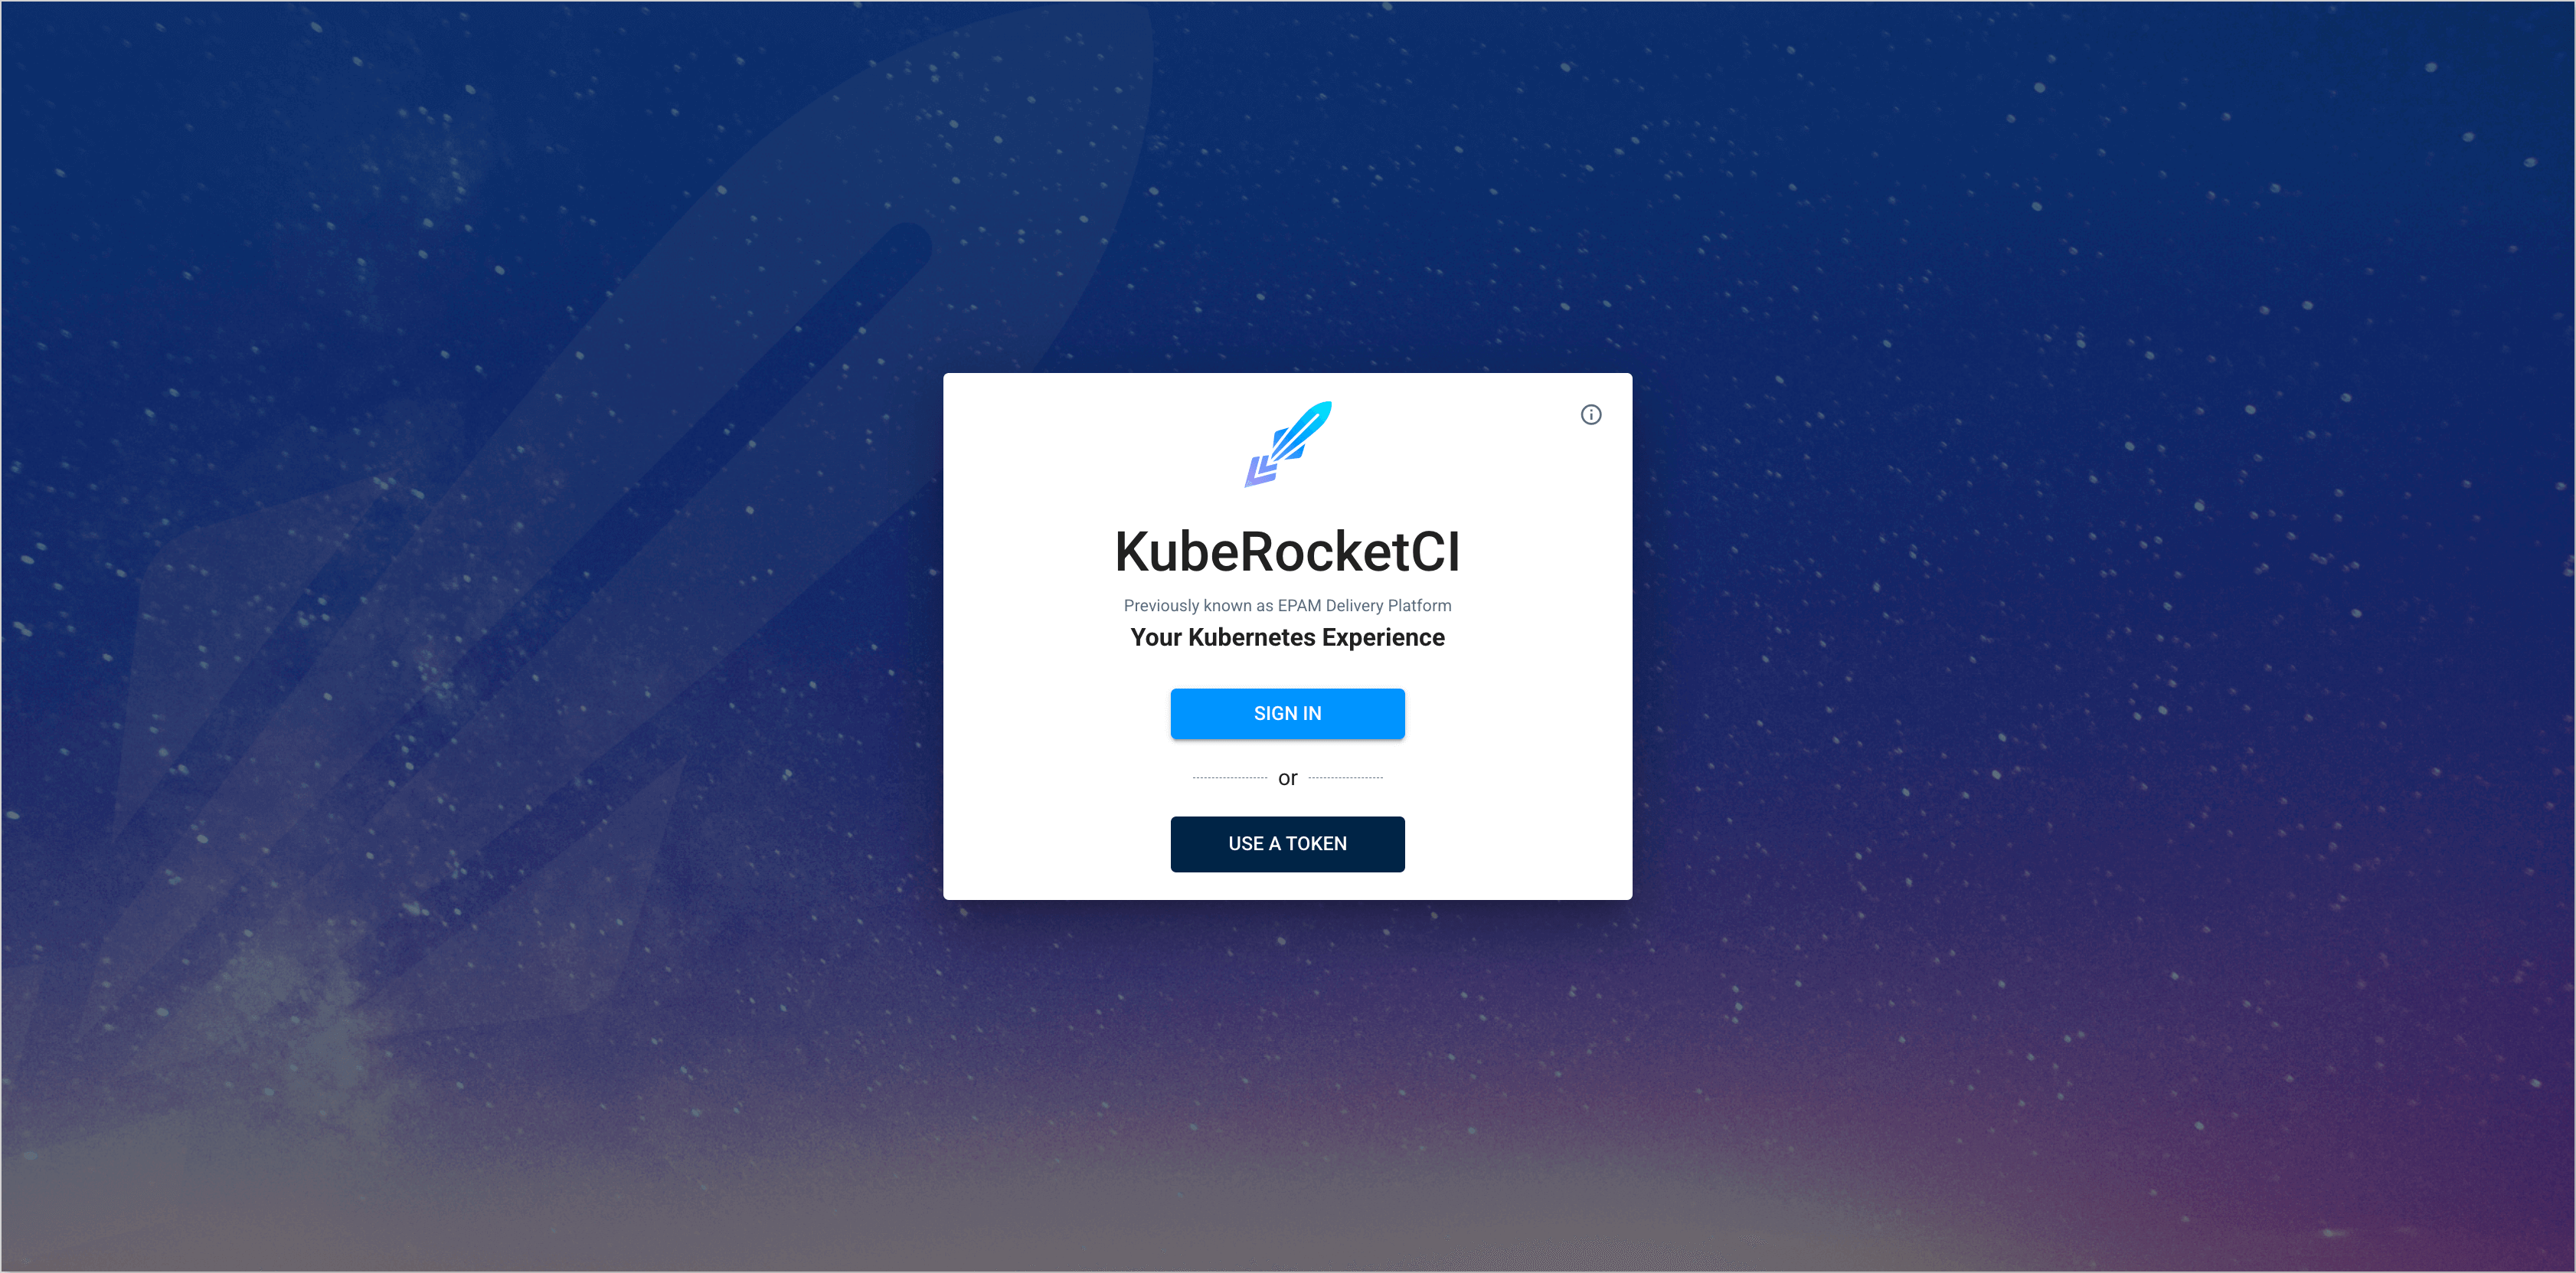 KubeRocketCI
Previously known as EPAM Delivery Platform
Your Kubernetes Experience
SIGN IN
or
USE A TOKEN